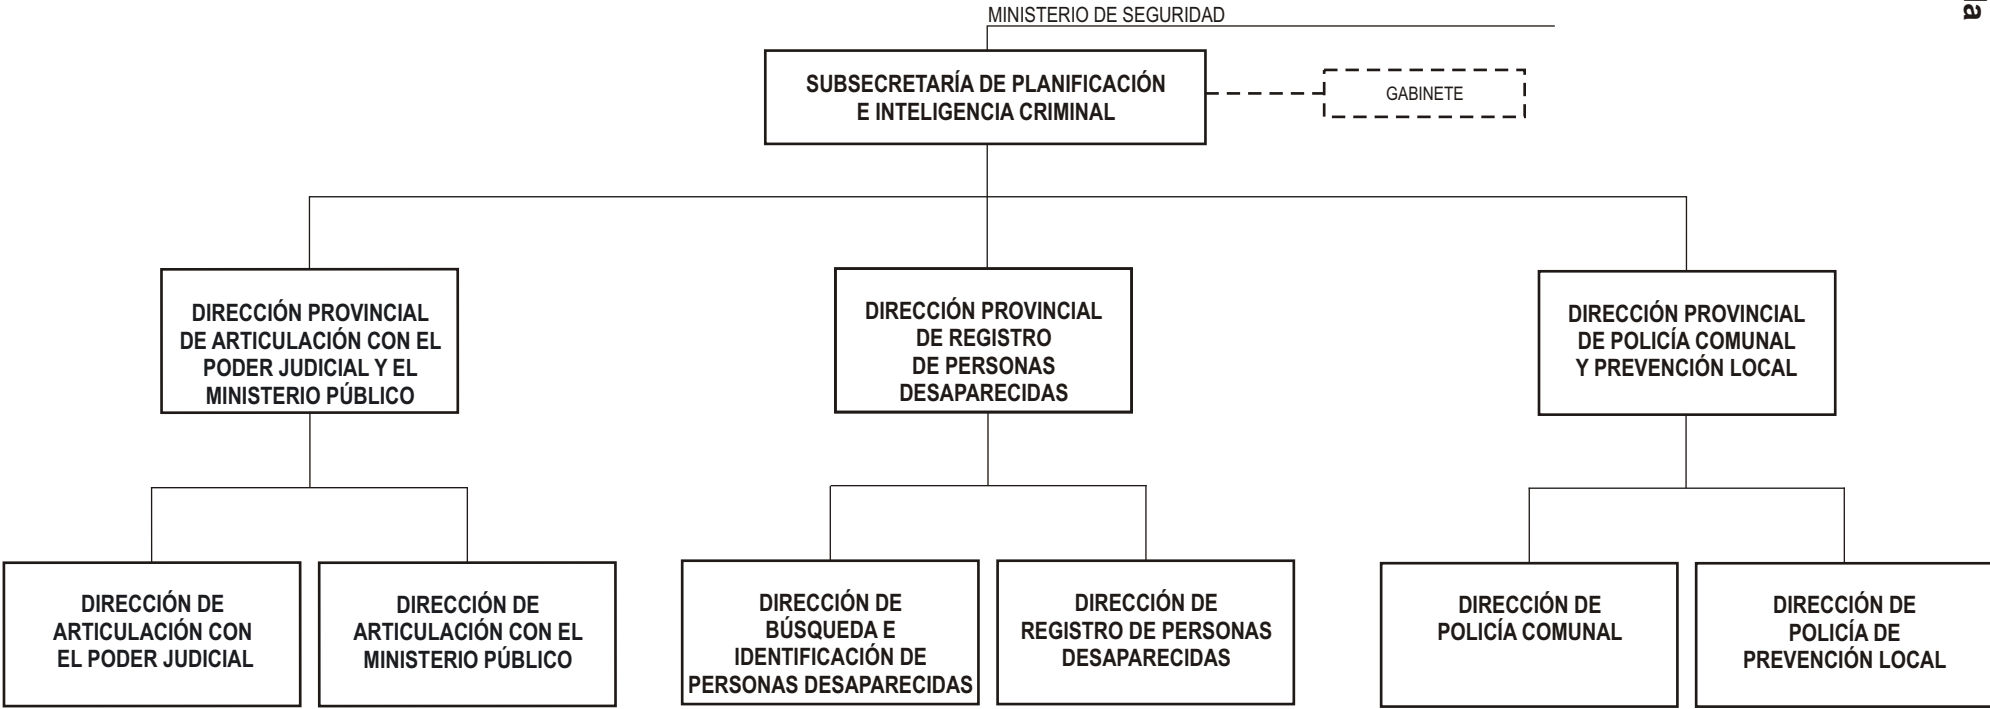 MINISTERIO DE SEGURIDAD
SUBSECRETARÍA DE PLANIFICACIÓN
E INTELIGENCIA CRIMINAL
GABINETE
DIRECCIÓN PROVINCIAL
DE ARTICULACIÓN CON EL
PODER JUDICIAL Y EL
MINISTERIO PÚBLICO
DIRECCIÓN PROVINCIAL
DE REGISTRO
DE PERSONAS
DESAPARECIDAS
DIRECCIÓN PROVINCIAL
DE POLICÍA COMUNAL
Y PREVENCIÓN LOCAL
DIRECCIÓN DE
ARTICULACIÓN CON
EL PODER JUDICIAL
DIRECCIÓN DE
ARTICULACIÓN CON EL
MINISTERIO PÚBLICO
DIRECCIÓN DE
BÚSQUEDA E
IDENTIFICACIÓN DE
PERSONAS DESAPARECIDAS
DIRECCIÓN DE
REGISTRO DE PERSONAS
DESAPARECIDAS
DIRECCIÓN DE
POLICÍA COMUNAL
DIRECCIÓN DE
POLICÍA DE
PREVENCIÓN LOCAL